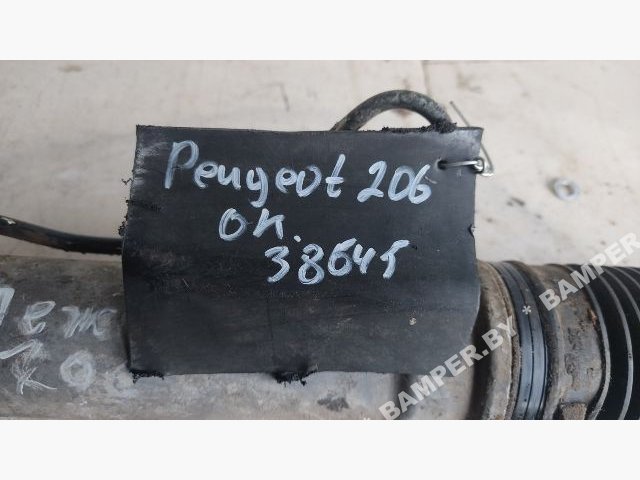 Peugeot 206
ок.
38645
* BAMPER.BY * BAMPER.